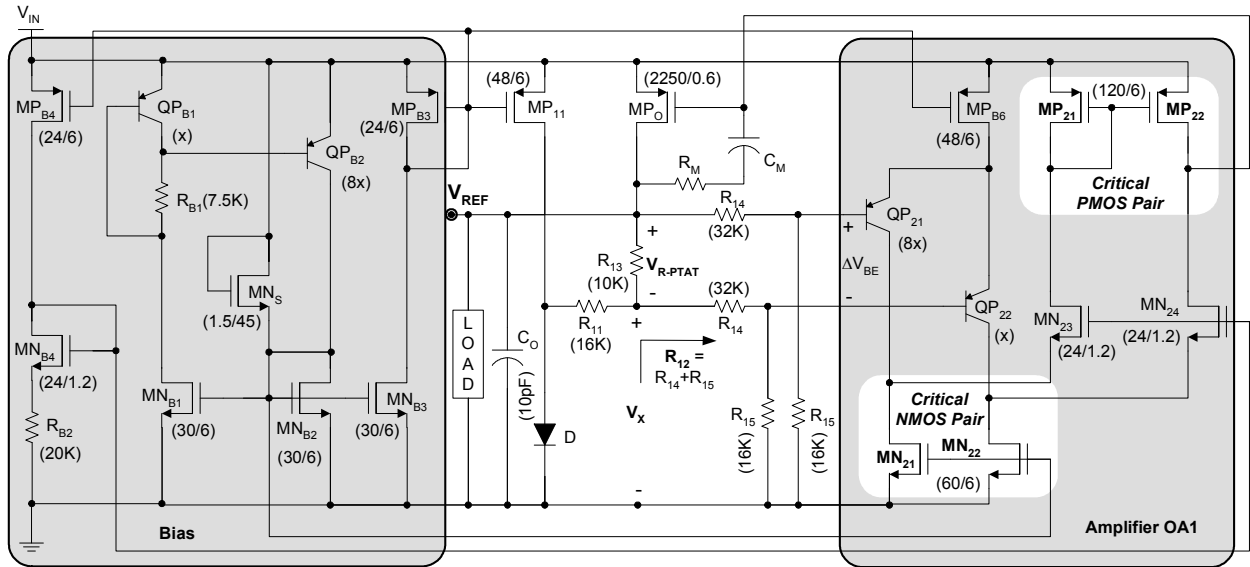 V_IN
MP_B4
(24/6)
QP_B1
(x)
QP_B2
(8x)
R_B1(7.5K)
MP_B3
(24/6)
MN_S
(1.5/45)
MN_B4
(24/1.2)
R_B2
(20K)
MN_B1
(30/6)
MN_B2
(30/6)
MN_B3
(30/6)
Bias
(48/6)
MP_11
V_REF
LOAD
C_O
(10pF)
D
(2250/0.6)
MP_O
R_M
C_M
R_14
(32K)
+
R_13
(10K)
V_R-PTAT
-
R_11
(16K)
(32K)
R_14
+
R_12 =
R_14+R_15
V_X
-
R_15
(16K)
R_15
(16K)
+
ΔV_BE
-
MP_B6
(48/6)
QP_21
(8x)
QP_22
(x)
MP_21
(120/6)
MP_22
Critical
PMOS Pair
MN_23
(24/1.2)
MN_24
(24/1.2)
Critical
NMOS Pair
MN_21
MN_22
(60/6)
Amplifier OA1